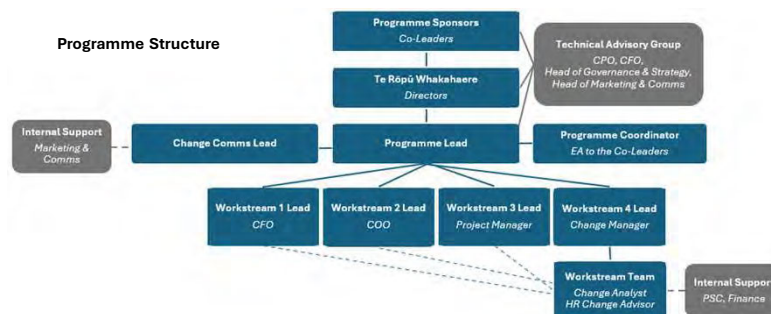 Programme Structure
Programme Sponsors
Co-Leaders
Technical Advisory Group
CPO, CFO,
Head of Governance & Strategy,
Head of Marketing & Comms
Te Rōpū Whakahaere
Directors
Internal Support
Marketing &
Comms
Change Comms Lead
Programme Lead
Programme Coordinator
EA to the Co-Leaders
Workstream 1 Lead
CFO
Workstream 2 Lead
COO
Workstream 3 Lead
Project Manager
Workstream 4 Lead
Change Manager
Workstream Team
Change Analyst
HR Change Advisor
Internal Support
PSC, Finance